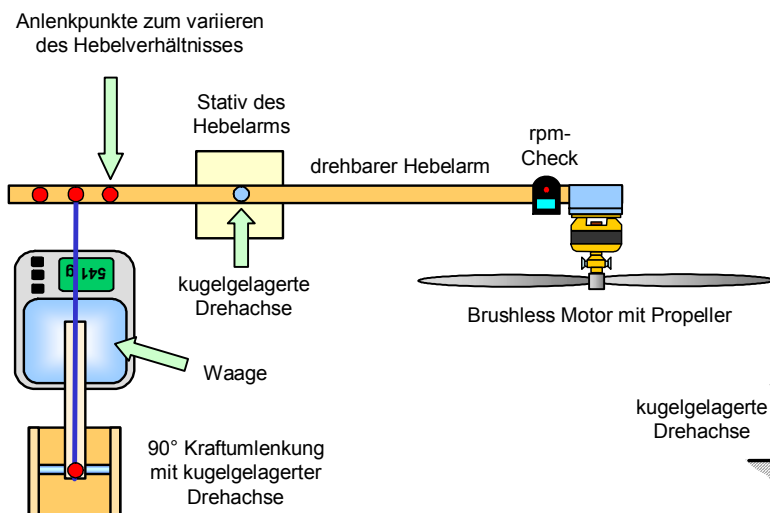 Anlenkpunkte zum variieren
des Hebelverhältnisses
Stativ des
Hebelarms
drehbarer Hebelarm
rpm-
Check
541 g
kugelgelagerte
Drehachse
Brushless Motor mit Propeller
Waage
kugelgelagerte
Drehachse
90° Kraftumlenkung
mit kugelgelagerter
Drehachse